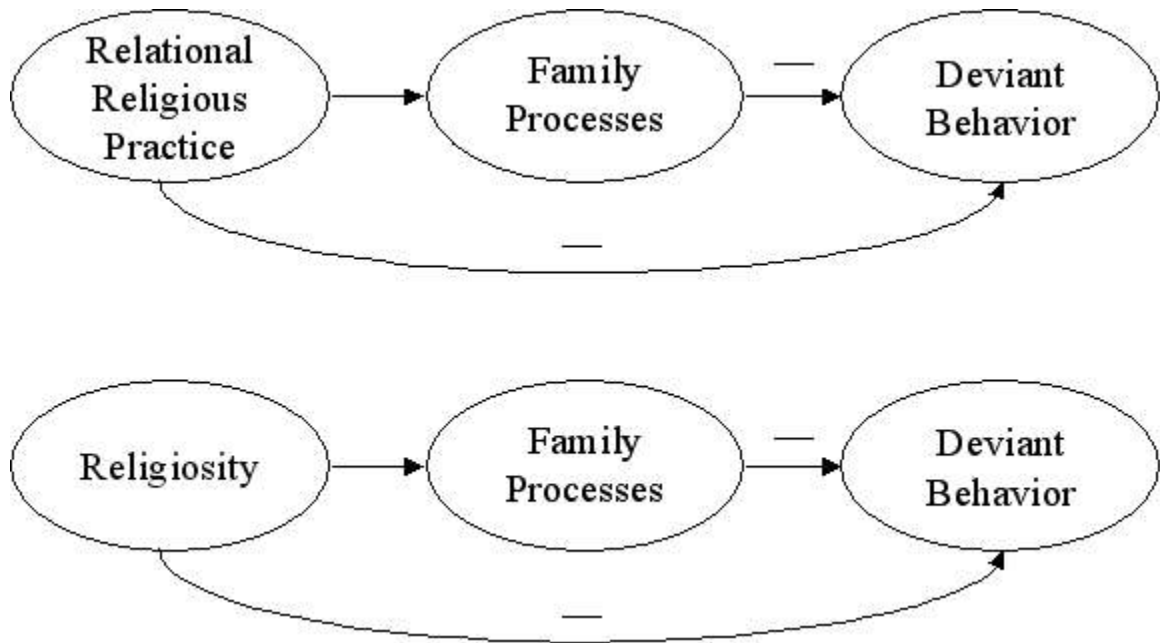 Relational
Religious
Practice
Family
Processes
—
Deviant
Behavior
—
Religiosity
Family
Processes
—
Deviant
Behavior
—